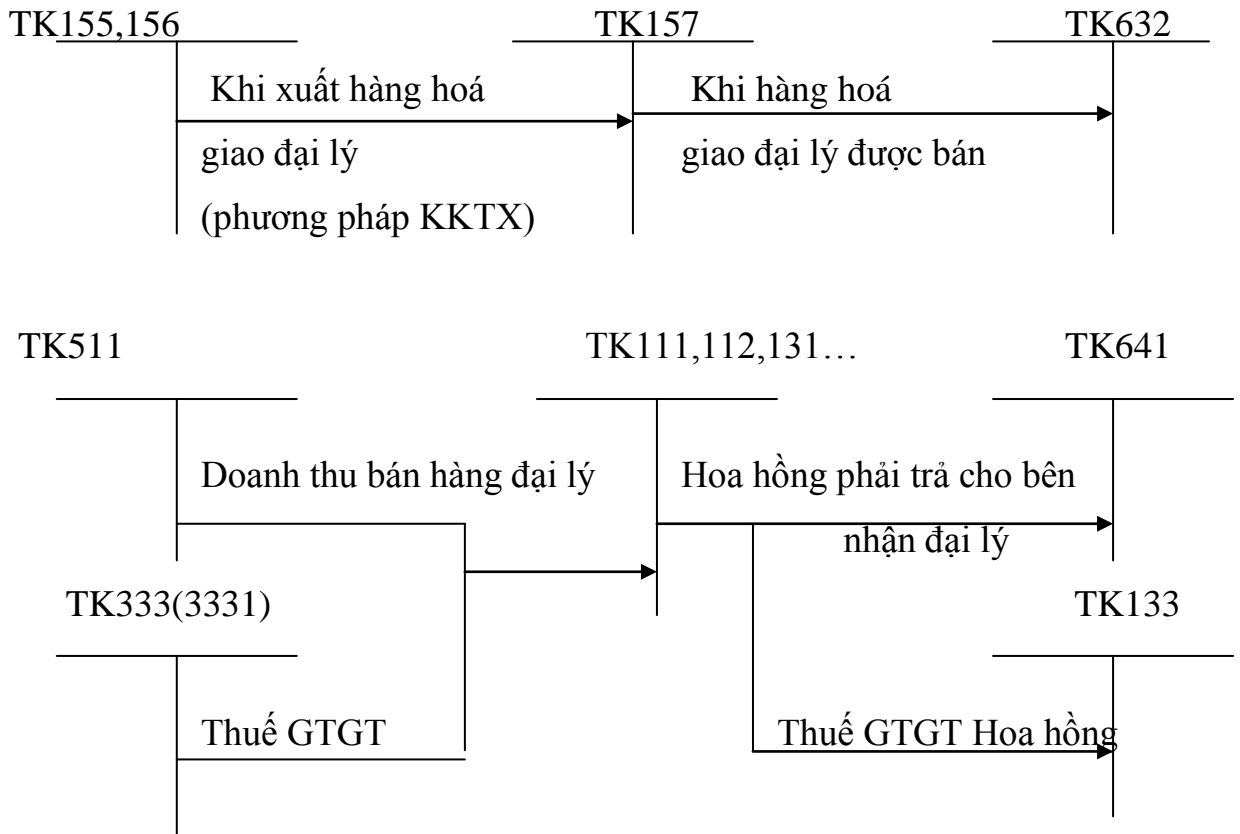 TK155,156 TK157 TK632
Khi xuất hàng hoá Khi hàng hoá
giao đại lý giao đại lý được bán
(phương pháp KKTX)
TK511 TK111,112,131… TK641
Doanh thu bán hàng đại lý Hoa hồng phải trả cho bên
nhận đại lý
TK333(3331) TK133
Thuế GTGT Thuế GTGT Hoa hồng